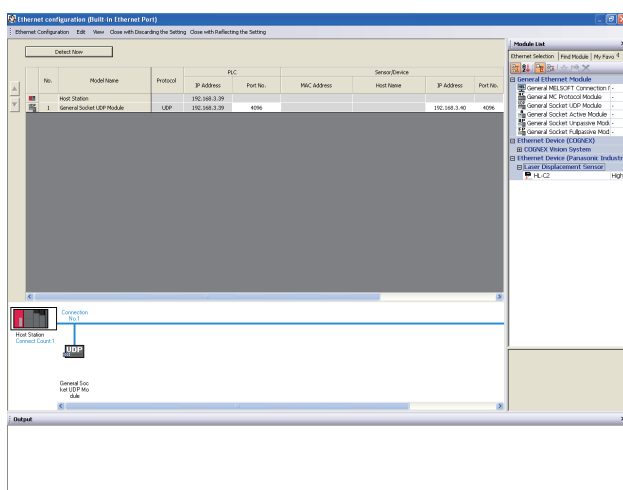 Ethernet configuration (Built-in Ethernet Port)
Ethernet Configuration Edit View Close with Discarding the Setting Close with Reflecting the Setting
Detect Now
No. Model Name Protocol PLC Sensor/Device
IP Address Port No. MAC Address Host Name IP Address Port No.
Host Station 192.168.3.39
1 General Socket UDP Module UDP 192.168.3.39 4096 192.168.3.40 4096
Connection
No.1
Host Station
Connect Count:1
UDP
General Soc
ket UDP Mo
dule
Module List
Ethernet Selection Find Module My Favo
General Ethernet Module
General MELSOFT Connection
General MC Protocol Module -
General Socket UDP Module -
General Socket Active Module -
General Socket Unpassive Modu -
General Socket Fullpassive Mod -
Ethernet Device (COGNEX)
COGNEX Vision System
Ethernet Device (Panasonic Industr
Laser Displacement Sensor
HL-C2 High
Output